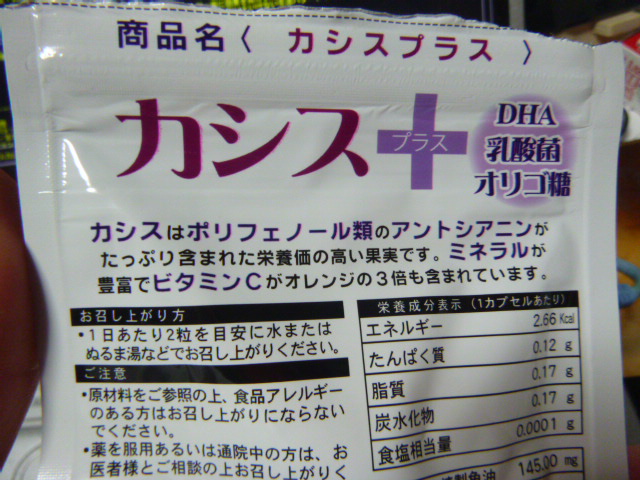 商品名〈 カシスプラス 〉
カシス
プラス
DHA
乳酸菌
オリゴ糖
カシスはポリフェノール類のアントシアニンが
たっぷり含まれた栄養価の高い果実です。ミネラルが
豊富でビタミンCがオレンジの3倍も含まれています。
お召し上がり方
・1日あたり2粒を目安に水または
ぬるま湯などでお召し上がりください。
ご注意
・原材料をご参照の上、食品アレルギー
のある方はお召し上がりにならない
でください。
・薬を服用あるいは通院中の方は、お
医者様とご相談の上お召し上がりく
栄養成分表示(1カプセルあたり)
エネルギー 2.66 Kcal
たんぱく質 0.12 g
脂質 0.17 g
炭水化物 0.17 g
食塩相当量 0.0001 g
製魚油 145.00 mg